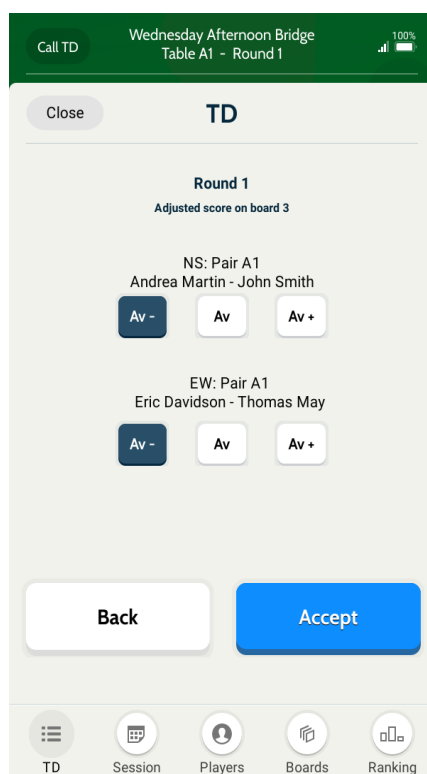 Call TD
Wednesday Afternoon Bridge
Table A1 - Round 1
100%
Close
TD
Round 1
Adjusted score on board 3
NS: Pair A1
Andrea Martin - John Smith
Av -
Av
Av +
EW: Pair A1
Eric Davidson - Thomas May
Av -
Av
Av +
Back
Accept
TD
Session
Players
Boards
Ranking